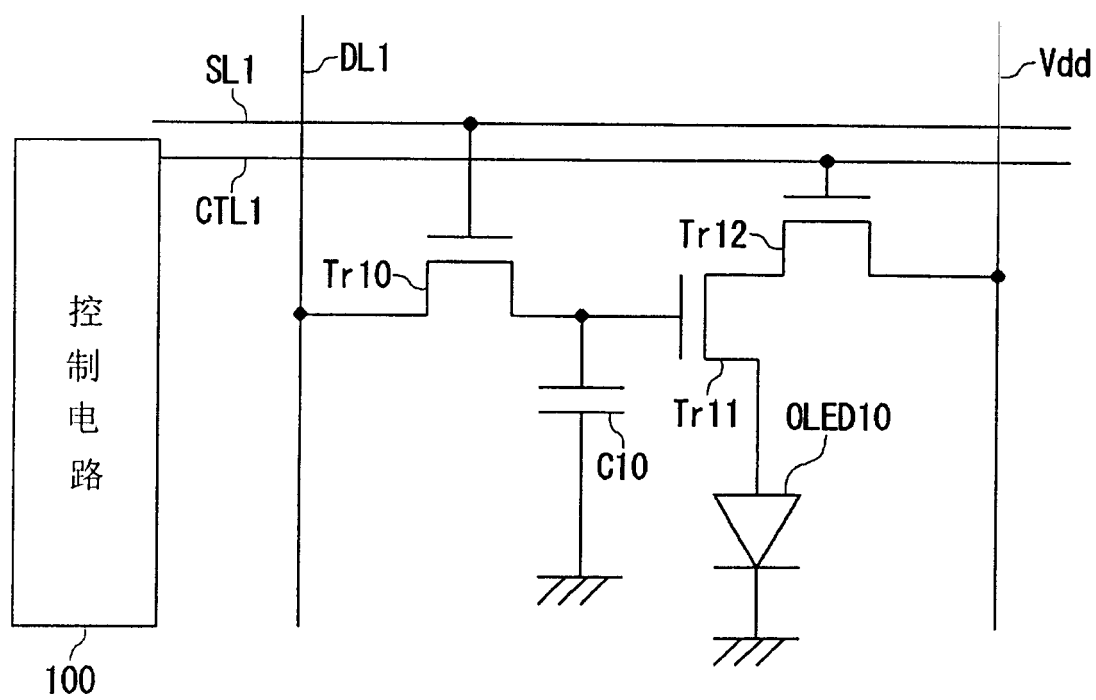 DL1
Vdd
SL1
CTL1
Tr12
Tr10
控制电路
Tr11
OLED10
C10
100